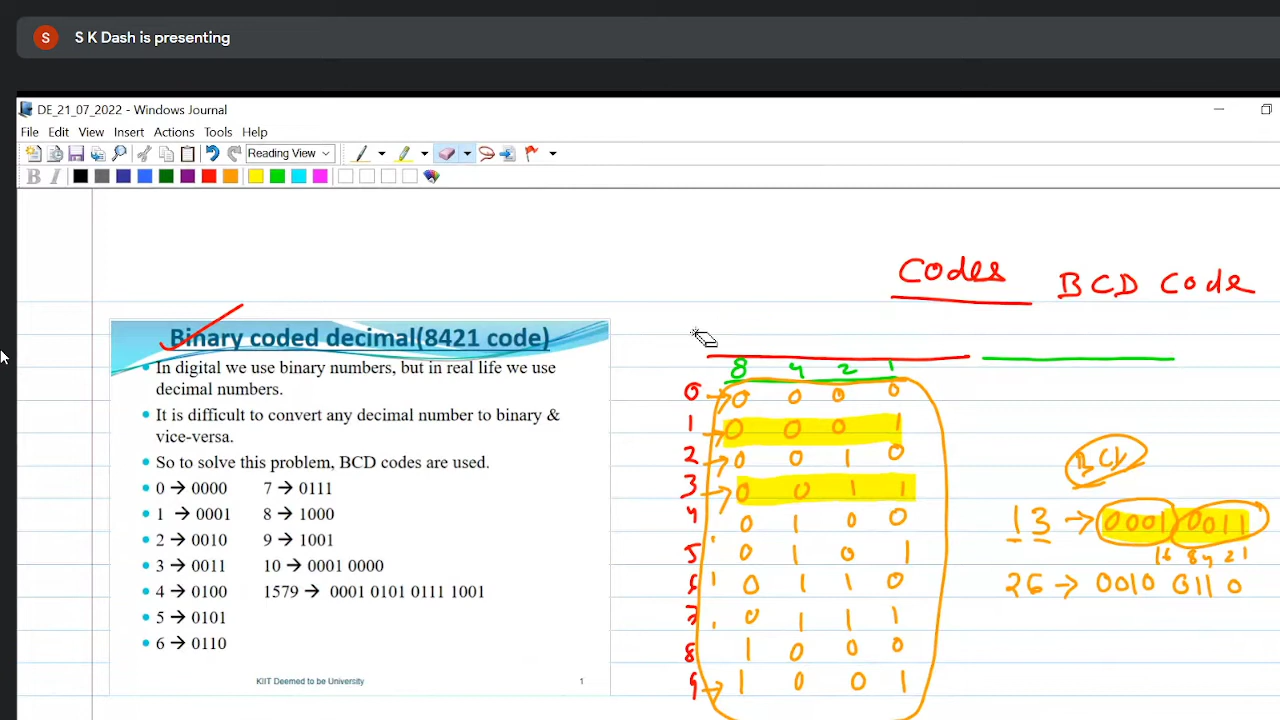 S
S K Dash is presenting
DE_21_07_2022 - Windows Journal
File Edit View Insert Actions Tools Help
Reading View
B I
Codes BCD Code
Binary coded decimal(8421 code)
• In digital we use binary numbers, but in real life we use
decimal numbers.
• It is difficult to convert any decimal number to binary &
vice-versa.
• So to solve this problem, BCD codes are used.
• 0 → 0000 7 → 0111
• 1 → 0001 8 → 1000
• 2 → 0010 9 → 1001
• 3 → 0011 10 → 0001 0000
• 4 → 0100 1579 → 0001 0101 0111 1001
• 5 → 0101
• 6 → 0110
KIIT Deemed to be University 1
8 4 2 1
0 → 0 0 0 0
1 → 0 0 0 1
2 → 0 0 1 0
3 → 0 0 1 1
4 0 1 0 0
5 0 1 0 1
6 0 1 1 0
7 0 1 1 1
8 1 0 0 0
9 → 1 0 0 1
BCD
13 → 0001 0011
16 8 4 2 1
26 → 0010 0110